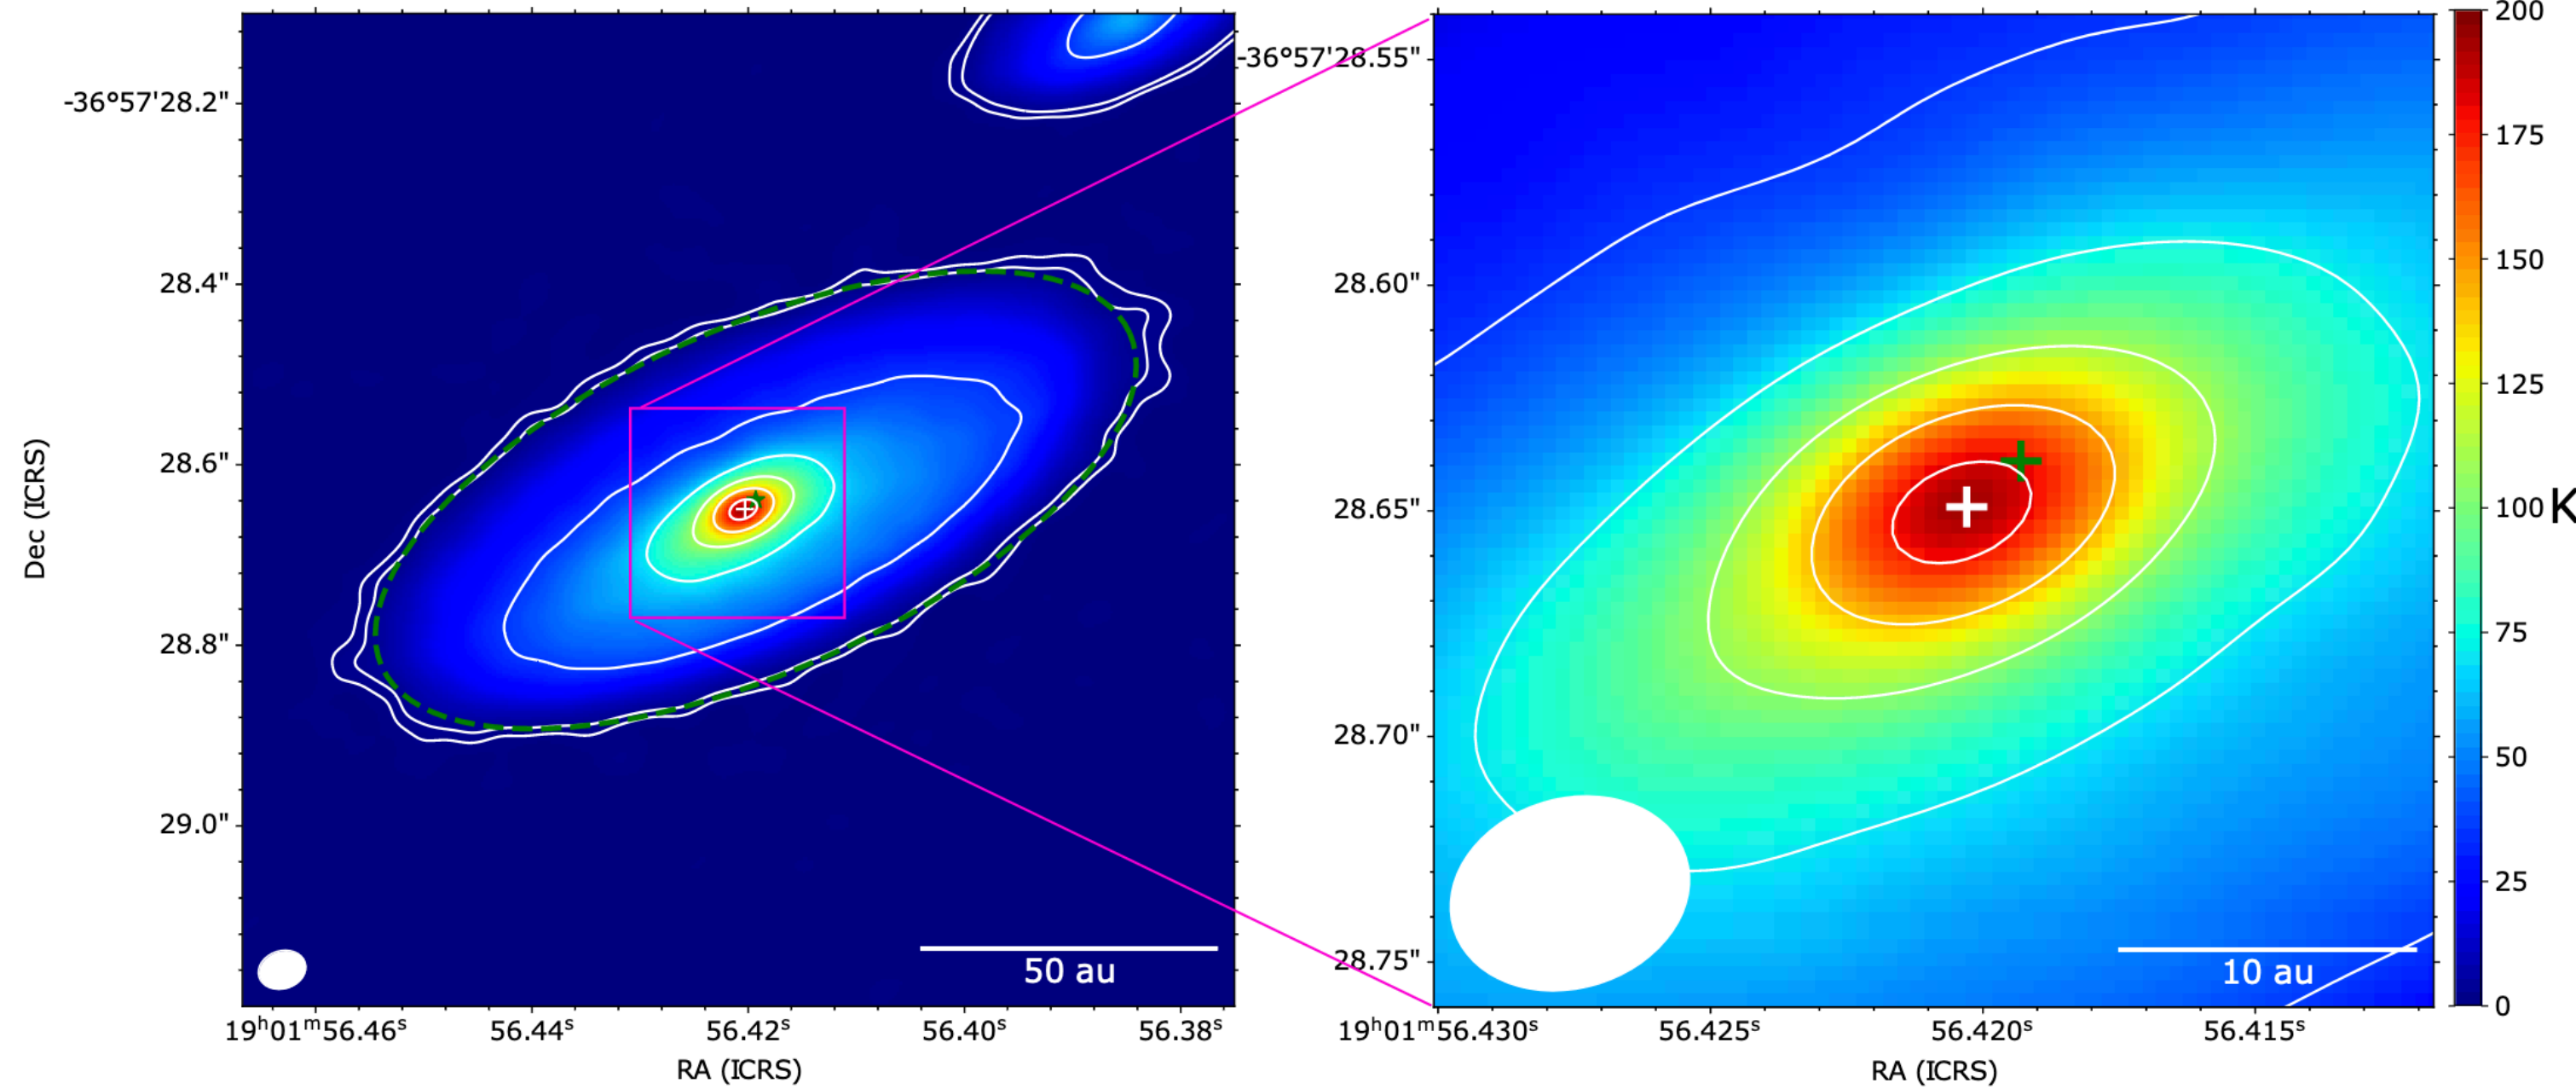 -36°57'28.2"
28.4"
28.6"
28.8"
29.0"
Dec (ICRS)
50 au
19ʰ01ᵐ56.46ˢ
56.44ˢ
56.42ˢ
56.40ˢ
56.38ˢ
RA (ICRS)
-36°57'28.55"
28.60"
28.65"
28.70"
28.75"
10 au
19ʰ01ᵐ56.430ˢ
56.425ˢ
56.420ˢ
56.415ˢ
RA (ICRS)
200
175
150
125
100
75
50
25
0
K